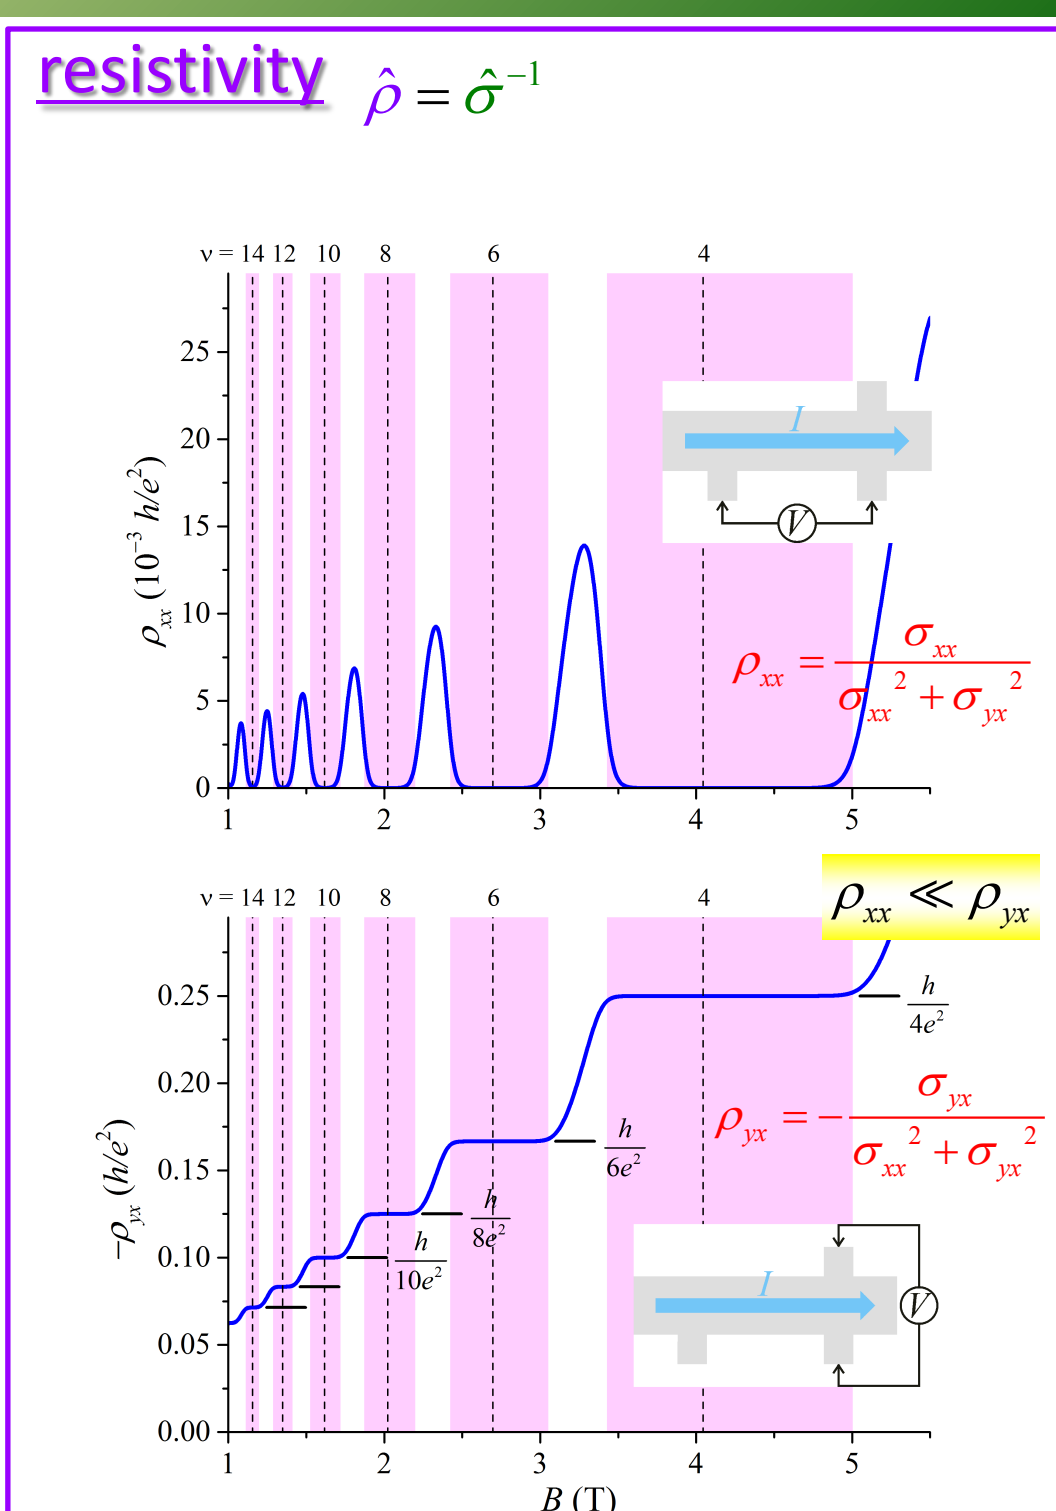 resistivity ρ̂ = σ̂⁻¹
ν = 14 12 10 8 6 4
25
20
15
10
5
0
ρxx (10⁻³ h/e²)
I
V
ρxx = σxx / (σxx² + σyx²)
1 2 3 4 5
ρxx ≪ ρyx
ν = 14 12 10 8 6 4
0.25
0.20
0.15
0.10
0.05
0.00
−ρyx (h/e²)
h/4e²
h/6e²
h/8e²
h/10e²
ρyx = − σyx / (σxx² + σyx²)
I
V
1 2 3 4 5
B (T)